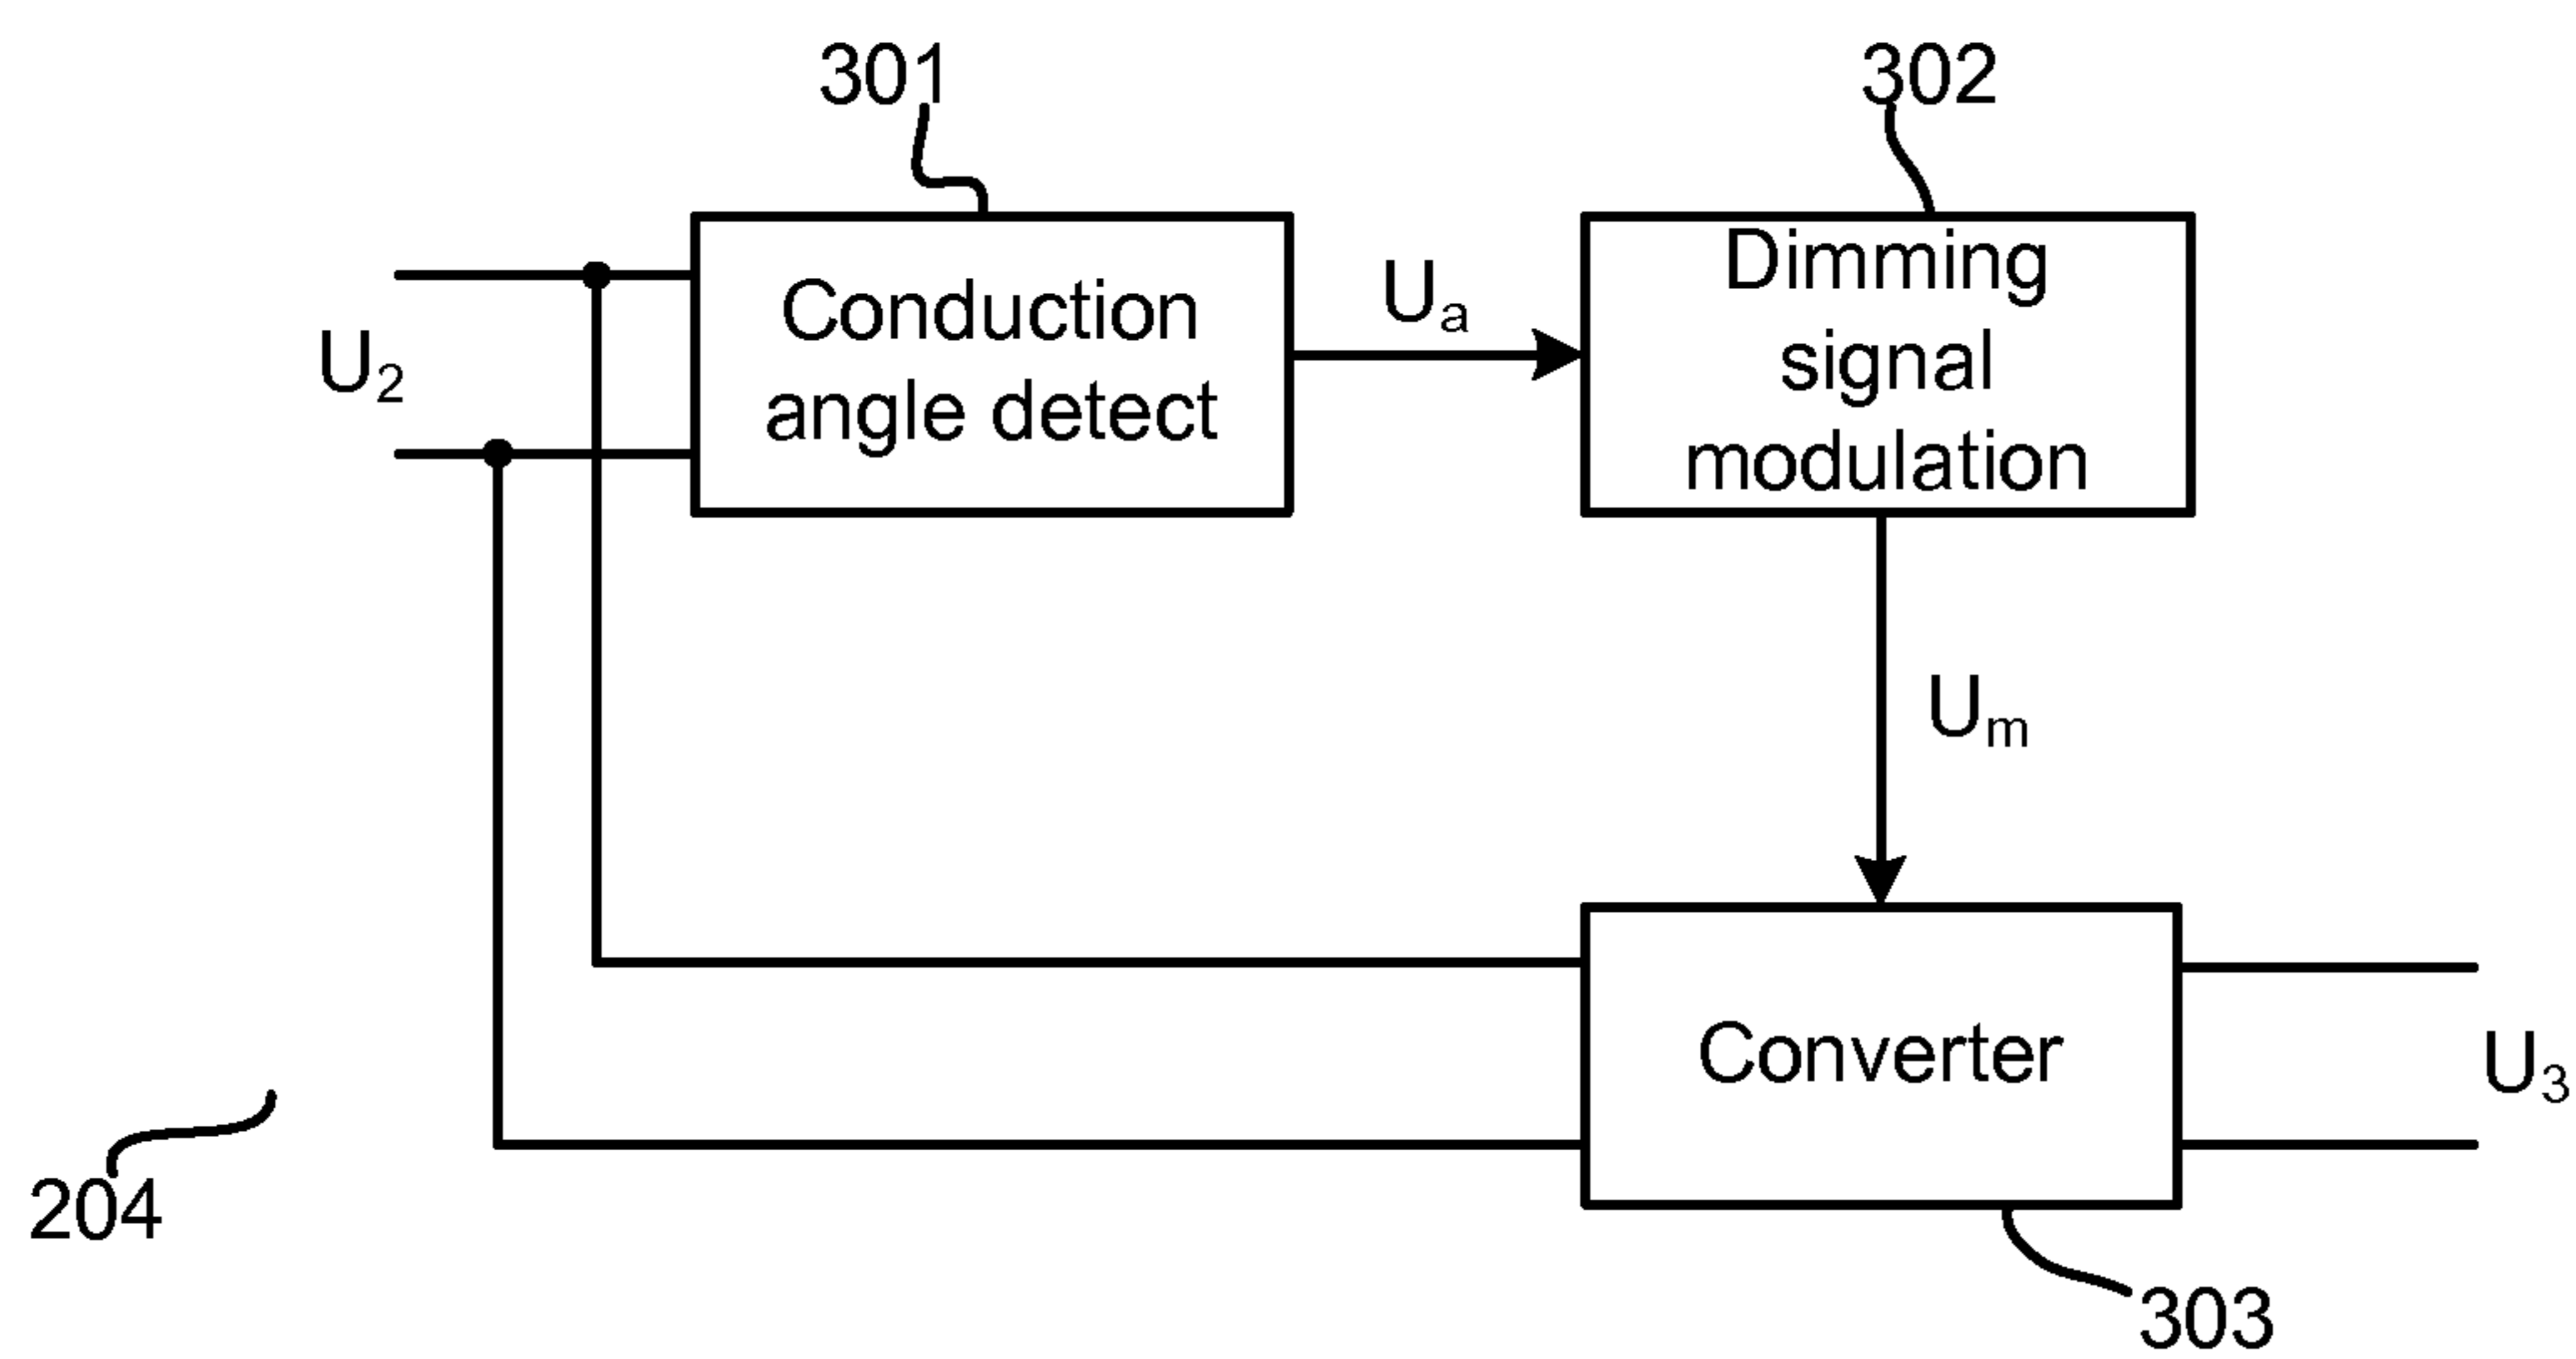 301
302
Conduction
angle detect
Dimming
signal
modulation
U2
Ua
Um
Converter
U3
204
303